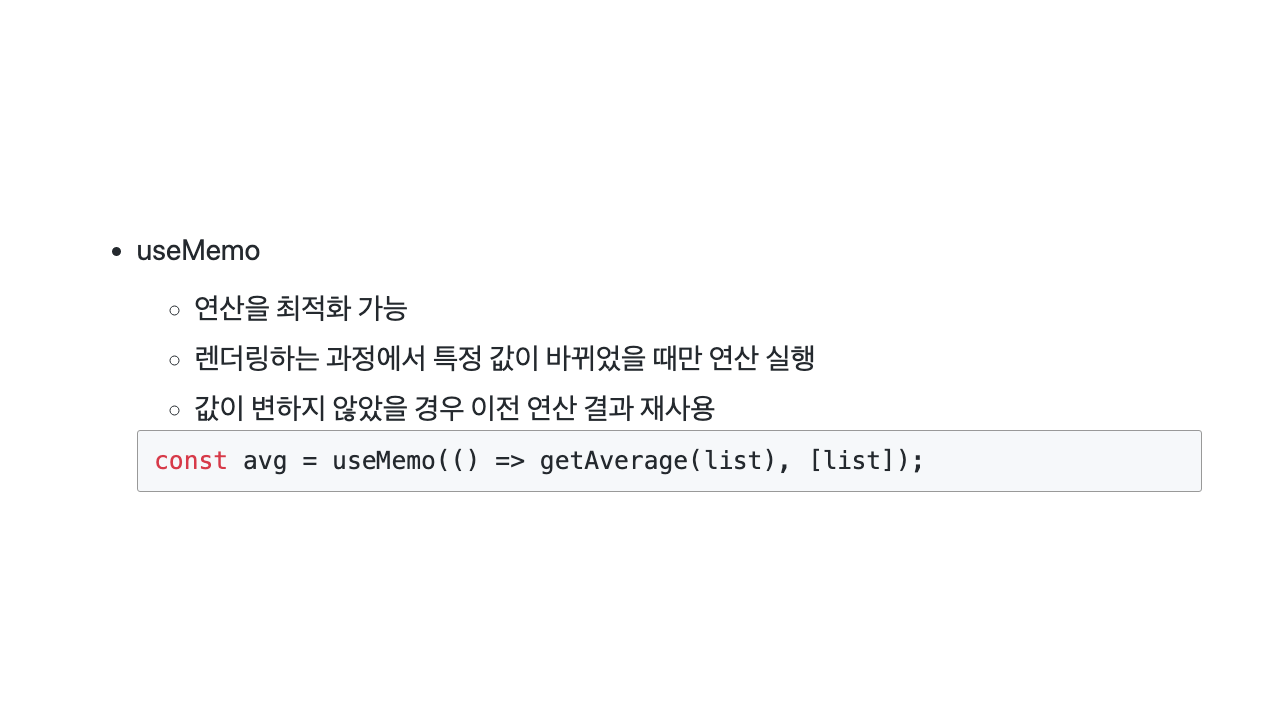 useMemo
연산을 최적화 가능
렌더링하는 과정에서 특정 값이 바뀌었을 때만 연산 실행
값이 변하지 않았을 경우 이전 연산 결과 재사용
const avg = useMemo(() => getAverage(list), [list]);